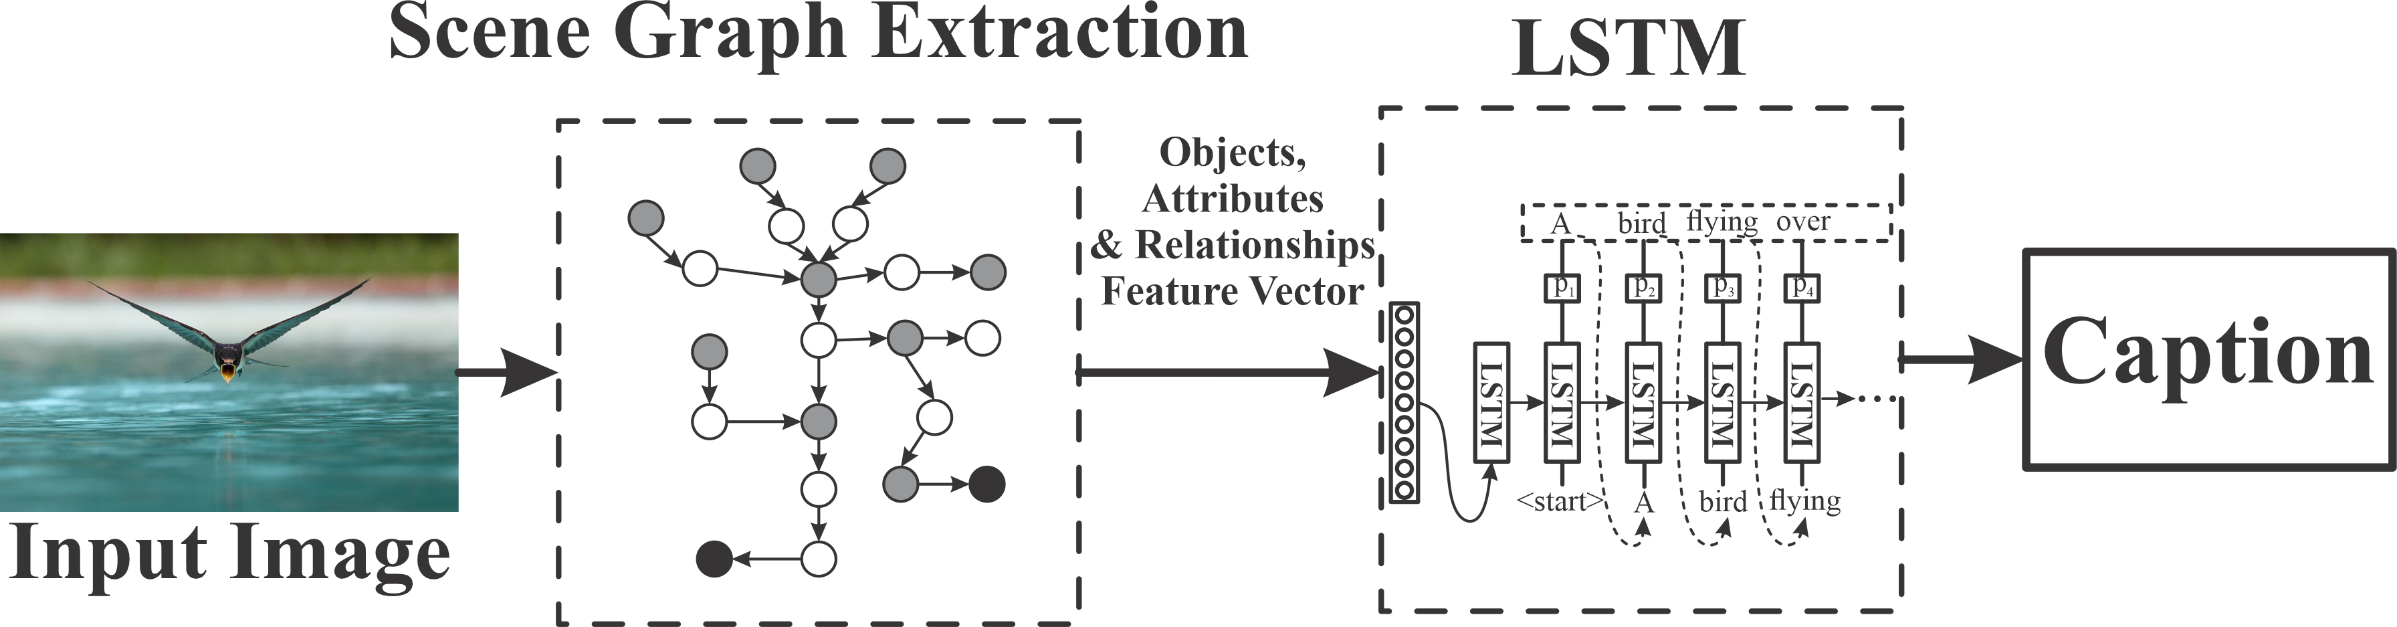 Scene Graph Extraction
LSTM
Objects,
Attributes
& Relationships
Feature Vector
A bird flying over
p1 p2 p3 p4
LSTM LSTM LSTM LSTM LSTM
<start> A bird flying
Caption
Input Image